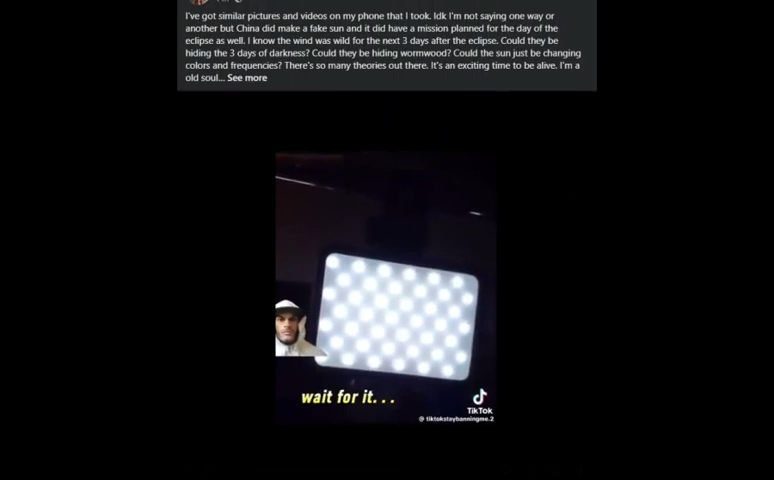 I've got similar pictures and videos on my phone that I took. Idk I'm not saying one way or
another but China did make a fake sun and it did have a mission planned for the day of the
eclipse as well. I know the wind was wild for the next 3 days after the eclipse. Could they be
hiding the 3 days of darkness? Could they be hiding wormwood? Could the sun just be changing
colors and frequencies? There's so many theories out there. It's an exciting time to be alive. I'm a
old soul... See more
wait for it...
TikTok
@ tiktokstaybanningme.2